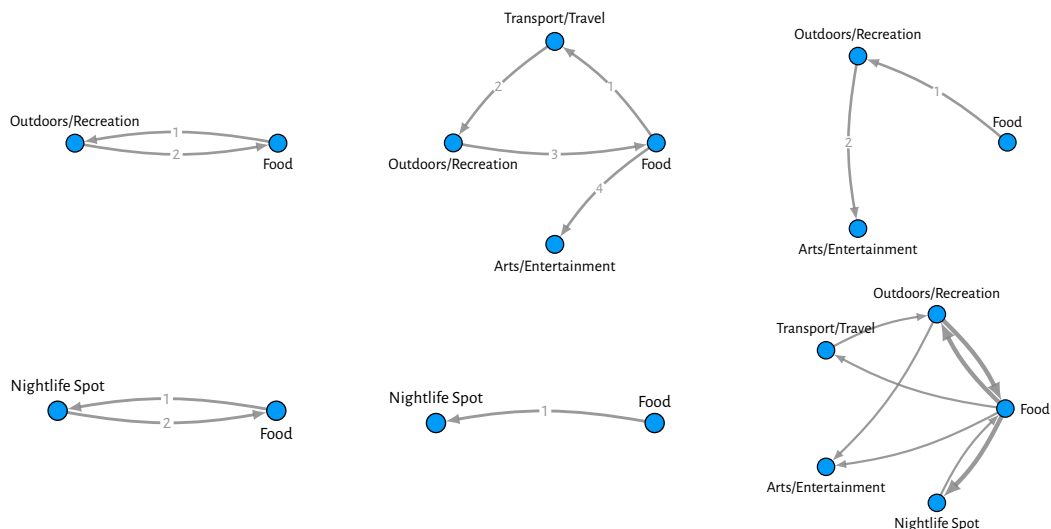 Outdoors/Recreation
1
2
Food
Transport/Travel
2
1
Outdoors/Recreation
3
Food
4
Arts/Entertainment
Outdoors/Recreation
1
Food
2
Arts/Entertainment
Nightlife Spot
1
2
Food
Nightlife Spot
1
Food
Outdoors/Recreation
Transport/Travel
Food
Arts/Entertainment
Nightlife Spot